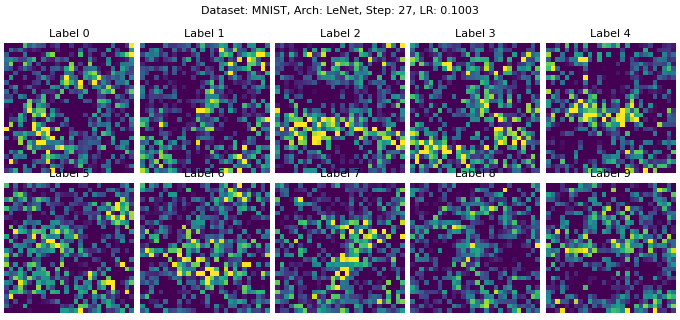 Dataset: MNIST, Arch: LeNet, Step: 27, LR: 0.1003
Label 0 Label 1 Label 2 Label 3 Label 4
Label 5 Label 6 Label 7 Label 8 Label 9